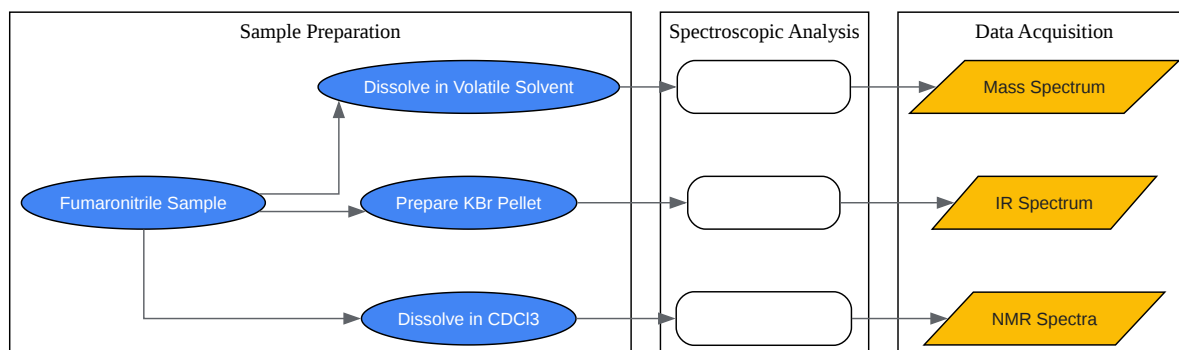 Sample Preparation
Spectroscopic Analysis
Data Acquisition
Dissolve in Volatile Solvent
Mass Spectrum
Fumaronitrile Sample
Prepare KBr Pellet
IR Spectrum
Dissolve in CDCl3
NMR Spectra